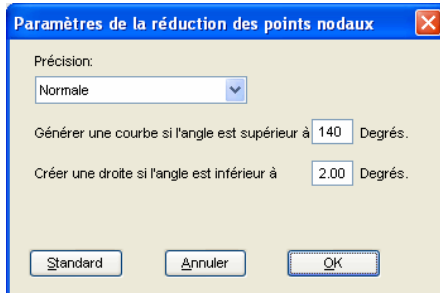 Paramètres de la réduction des points nodaux
Précision:
Normale
Générer une courbe si l'angle est supérieur à 140 Degrés.
Créer une droite si l'angle est inférieur à 2.00 Degrés.
Standard Annuler OK